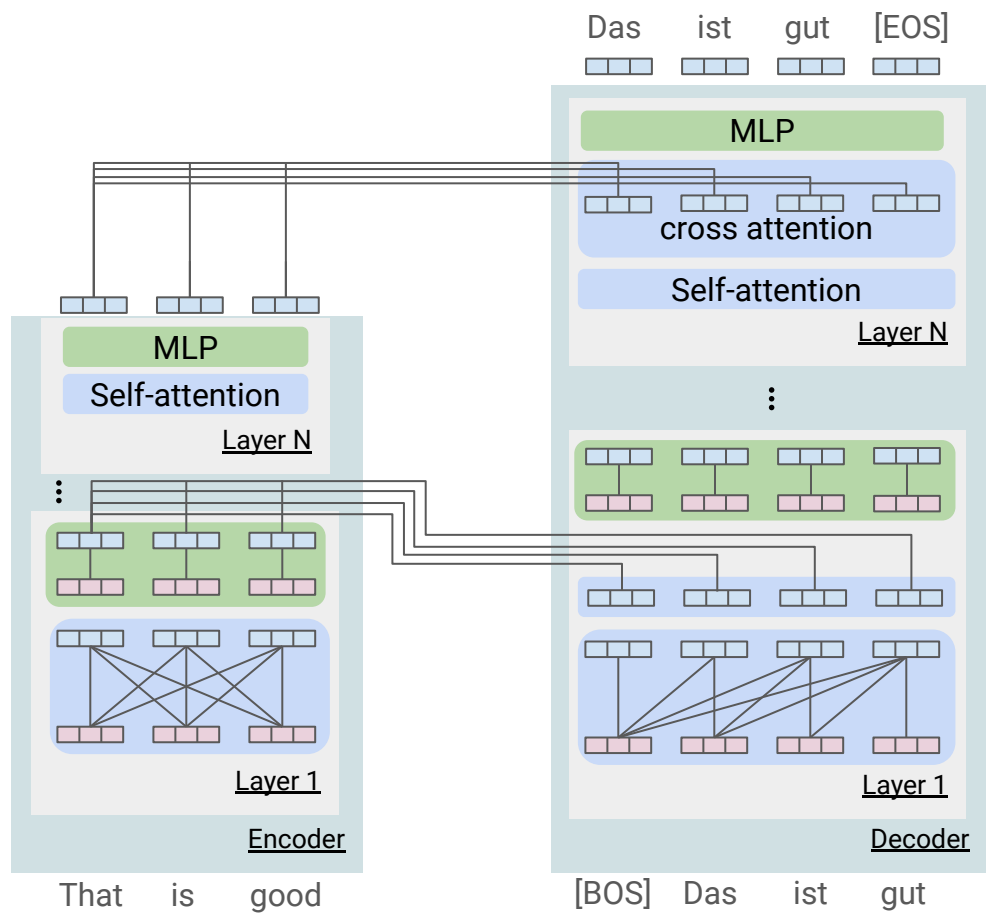 Das ist gut [EOS]
MLP
cross attention
Self-attention
Layer N
MLP
Self-attention
Layer N
Layer 1
Encoder
That is good
Layer 1
Decoder
[BOS] Das ist gut